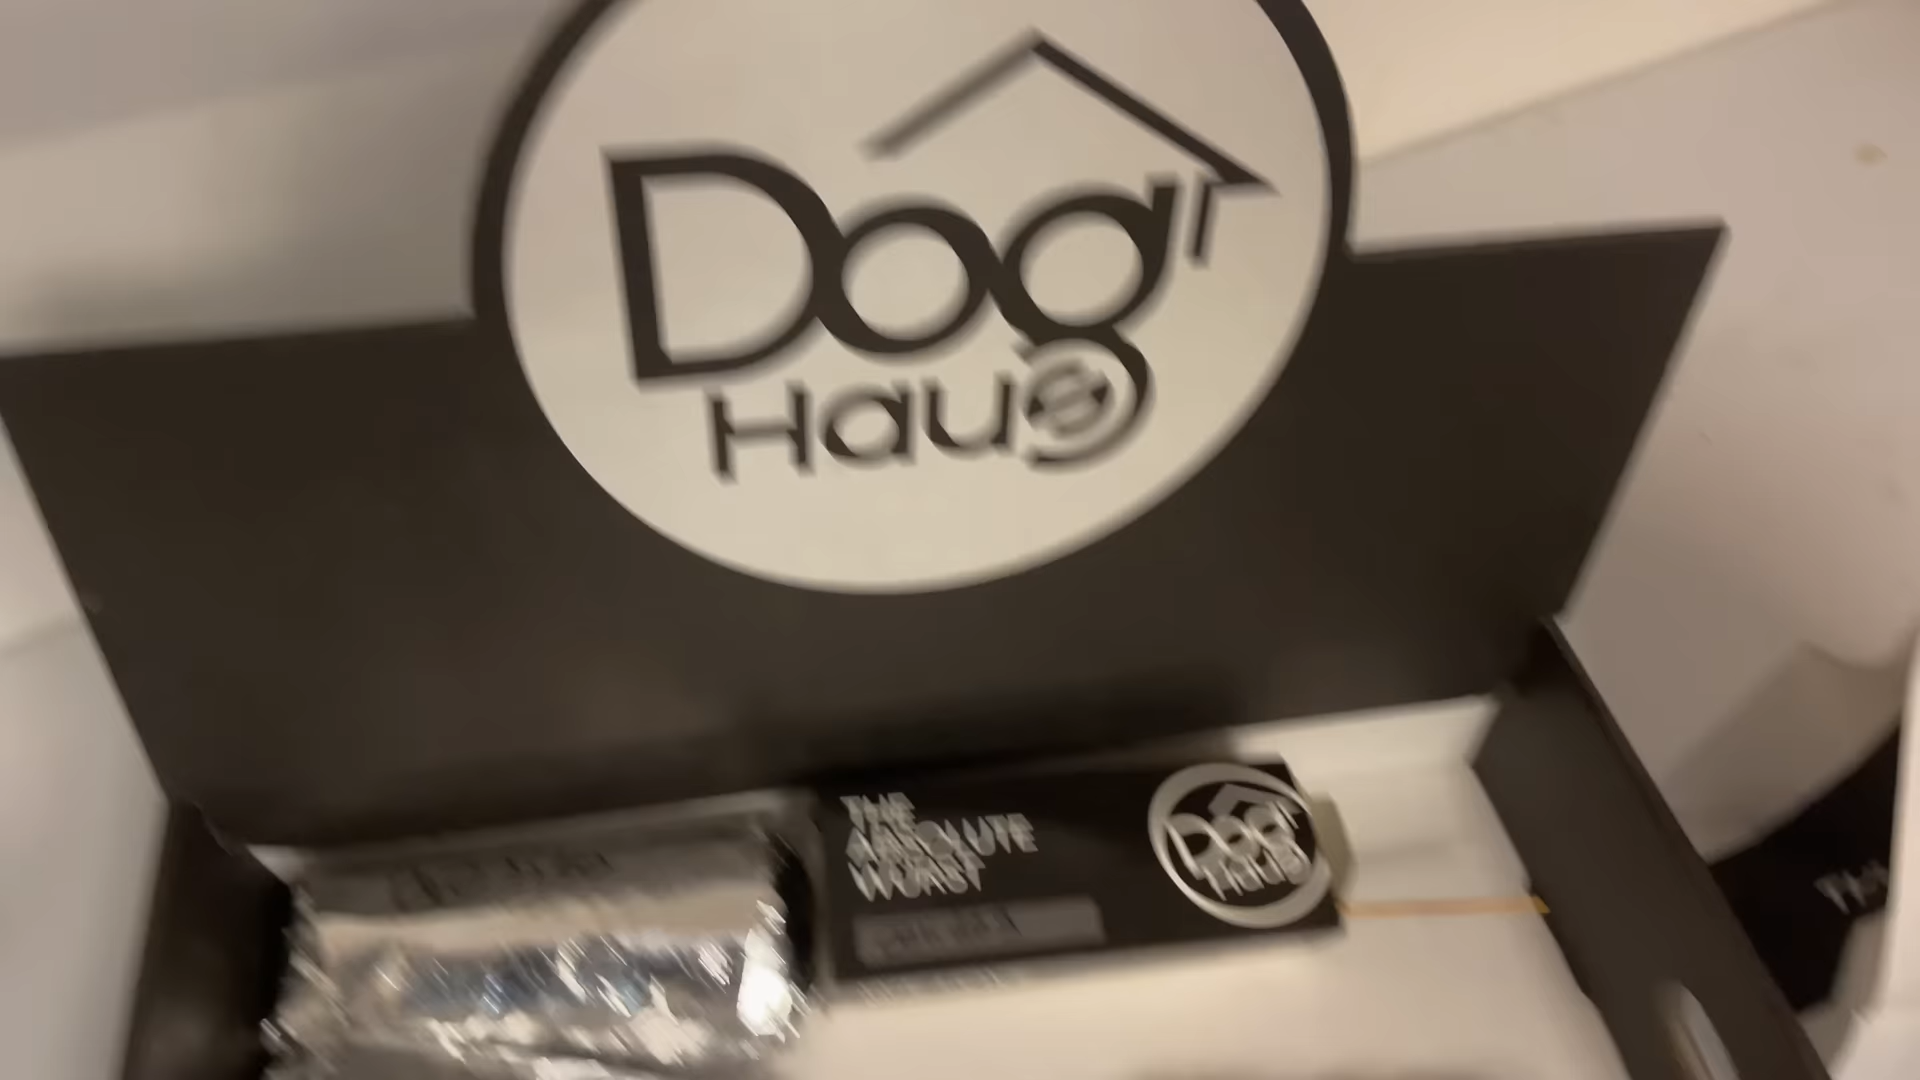 Dog
Haus
THE
ABSOLUTE
WURST
Dog
Haus